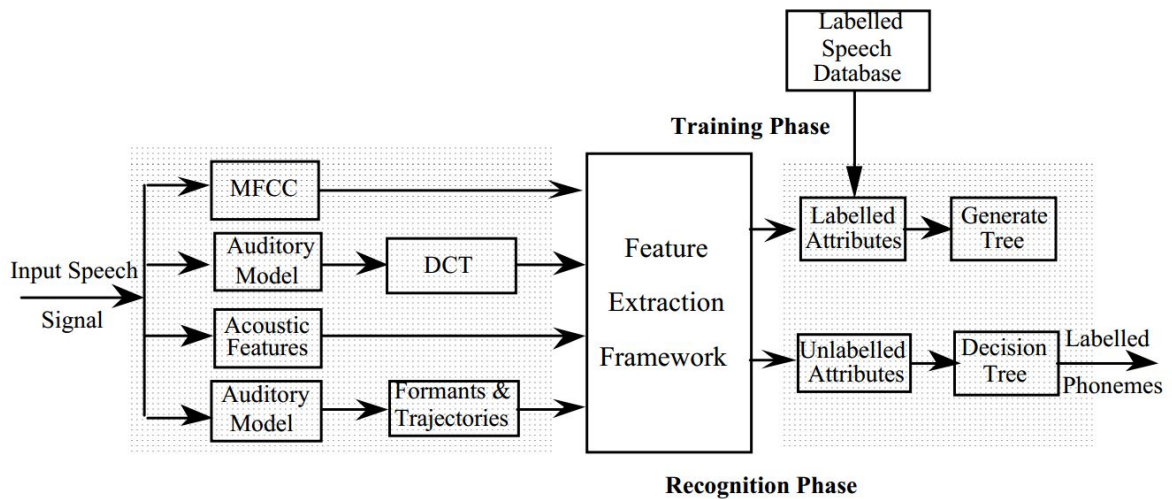 Labelled
Speech
Database
Training Phase
MFCC
Auditory
Model
DCT
Input Speech
Signal
Acoustic
Features
Auditory
Model
Formants &
Trajectories
Feature
Extraction
Framework
Labelled
Attributes
Generate
Tree
Unlabelled
Attributes
Decision
Tree
Labelled
Phonemes
Recognition Phase